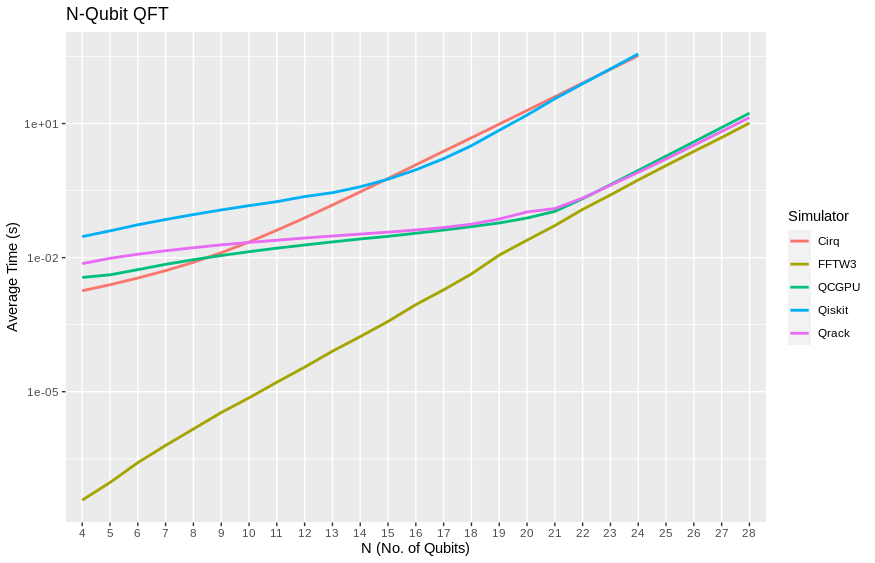 N-Qubit QFT
Average Time (s)
1e+01
1e-02
1e-05
4 5 6 7 8 9 10 11 12 13 14 15 16 17 18 19 20 21 22 23 24 25 26 27 28
N (No. of Qubits)
Simulator
Cirq
FFTW3
QCGPU
Qiskit
Qrack